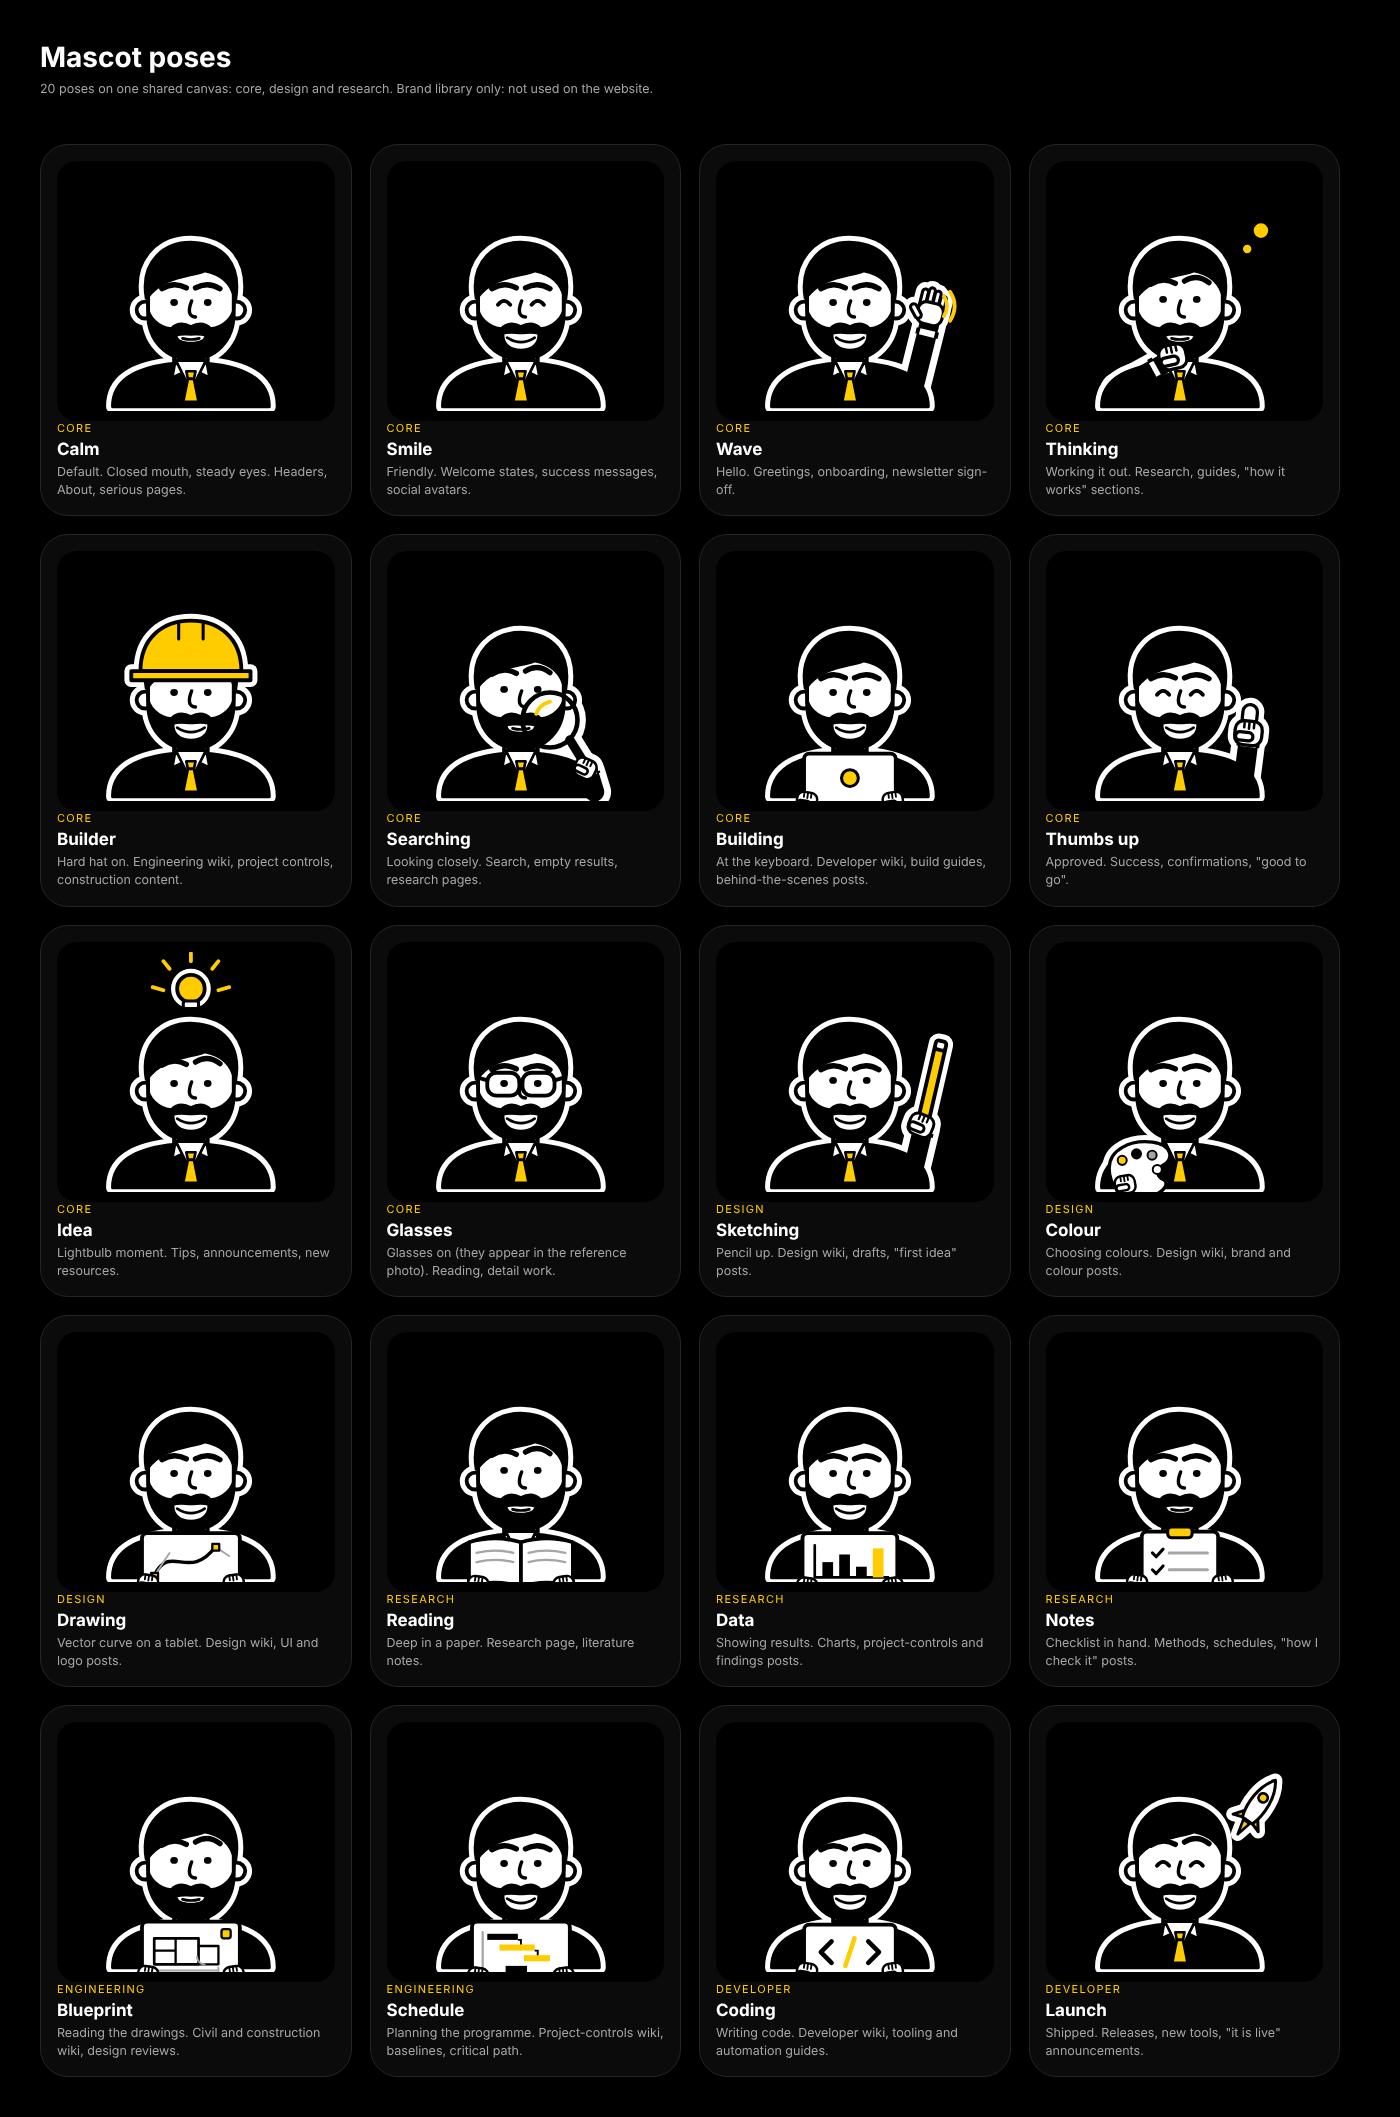 Mascot poses
20 poses on one shared canvas: core, design and research. Brand library only: not used on the website.
CORE
Calm
Default. Closed mouth, steady eyes. Headers,
About, serious pages.
CORE
Smile
Friendly. Welcome states, success messages,
social avatars.
CORE
Wave
Hello. Greetings, onboarding, newsletter sign-
off.
CORE
Thinking
Working it out. Research, guides, "how it
works" sections.
CORE
Builder
Hard hat on. Engineering wiki, project controls,
construction content.
CORE
Searching
Looking closely. Search, empty results,
research pages.
CORE
Building
At the keyboard. Developer wiki, build guides,
behind-the-scenes posts.
CORE
Thumbs up
Approved. Success, confirmations, "good to
go".
CORE
Idea
Lightbulb moment. Tips, announcements, new
resources.
CORE
Glasses
Glasses on (they appear in the reference
photo). Reading, detail work.
DESIGN
Sketching
Pencil up. Design wiki, drafts, "first idea"
posts.
DESIGN
Colour
Choosing colours. Design wiki, brand and
colour posts.
DESIGN
Drawing
Vector curve on a tablet. Design wiki, UI and
logo posts.
RESEARCH
Reading
Deep in a paper. Research page, literature
notes.
RESEARCH
Data
Showing results. Charts, project-controls and
findings posts.
RESEARCH
Notes
Checklist in hand. Methods, schedules, "how I
check it" posts.
ENGINEERING
Blueprint
Reading the drawings. Civil and construction
wiki, design reviews.
ENGINEERING
Schedule
Planning the programme. Project-controls wiki,
baselines, critical path.
</>
DEVELOPER
Coding
Writing code. Developer wiki, tooling and
automation guides.
DEVELOPER
Launch
Shipped. Releases, new tools, "it is live"
announcements.